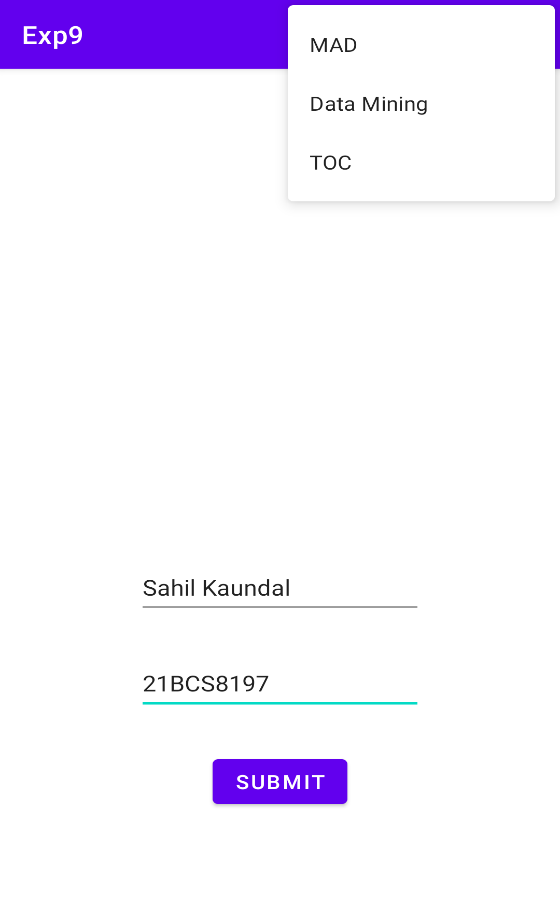 Exp9
MAD
Data Mining
TOC
Sahil Kaundal
21BCS8197
SUBMIT